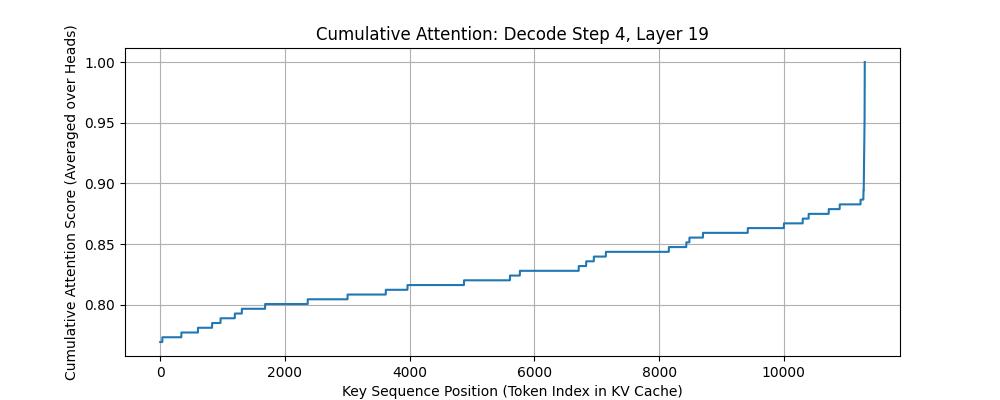 Cumulative Attention: Decode Step 4, Layer 19
Cumulative Attention Score (Averaged over Heads)
1.00
0.95
0.90
0.85
0.80
0 2000 4000 6000 8000 10000
Key Sequence Position (Token Index in KV Cache)